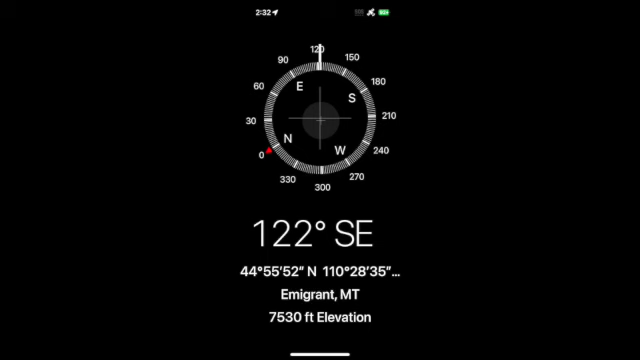 2:32
SOS
120
90
150
60
180
E
S
30
210
N
W
0
240
330
270
300
122° SE
44°55'52" N 110°28'35"...
Emigrant, MT
7530 ft Elevation